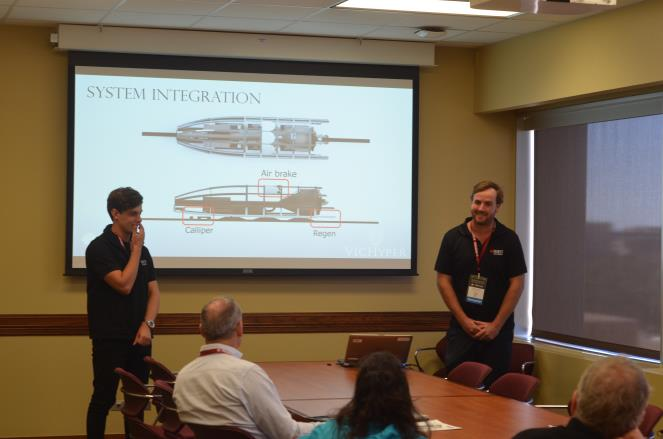 SYSTEM INTEGRATION
Air brake
Calliper
Regen
VICHYPER